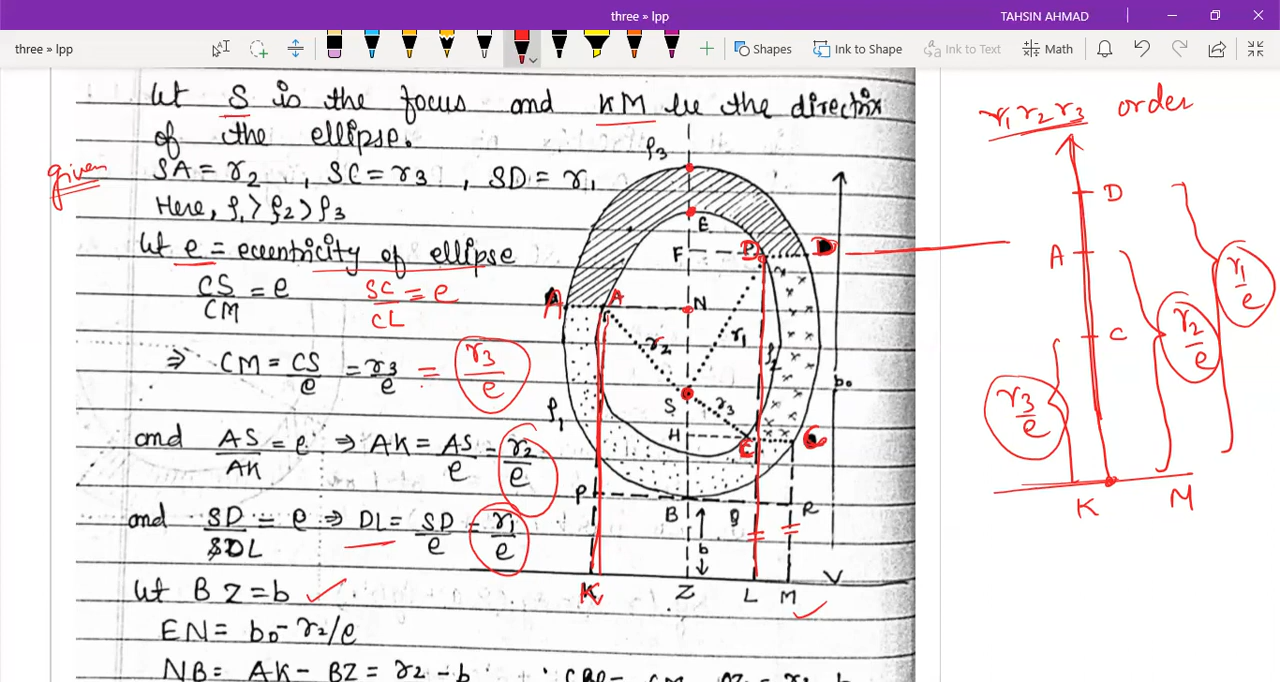 three » lpp
TAHSIN AHMAD
three » lpp
Shapes
Ink to Shape
Ink to Text
Math
Let S is the focus and KM be the directrix
of the ellipse.
given
SA = r2 , SC = r3 , SD = r1
Here, ρ1 > ρ2 > ρ3
Let e = eccentricity of ellipse
CS/CM = e SC/CL = e
⇒ CM = CS/e = r3/e = r3/e
and AS/AK = e ⇒ AK = AS/e = r2/e
and SD/DL = e ⇒ DL = SD/e = r1/e
Let BZ = b ✓
EN = b0 - r2/e
NB = AK - BZ = r2 - b
ρ3
E
F
D
D
A
A
N
r2
r1
ρ2
S
r3
b0
H
E
C
ρ1
P
B
Q
R
b
K
Z
L
M
r1 r2 r3 order
D
A
C
r1/e
r2/e
r3/e
K
M